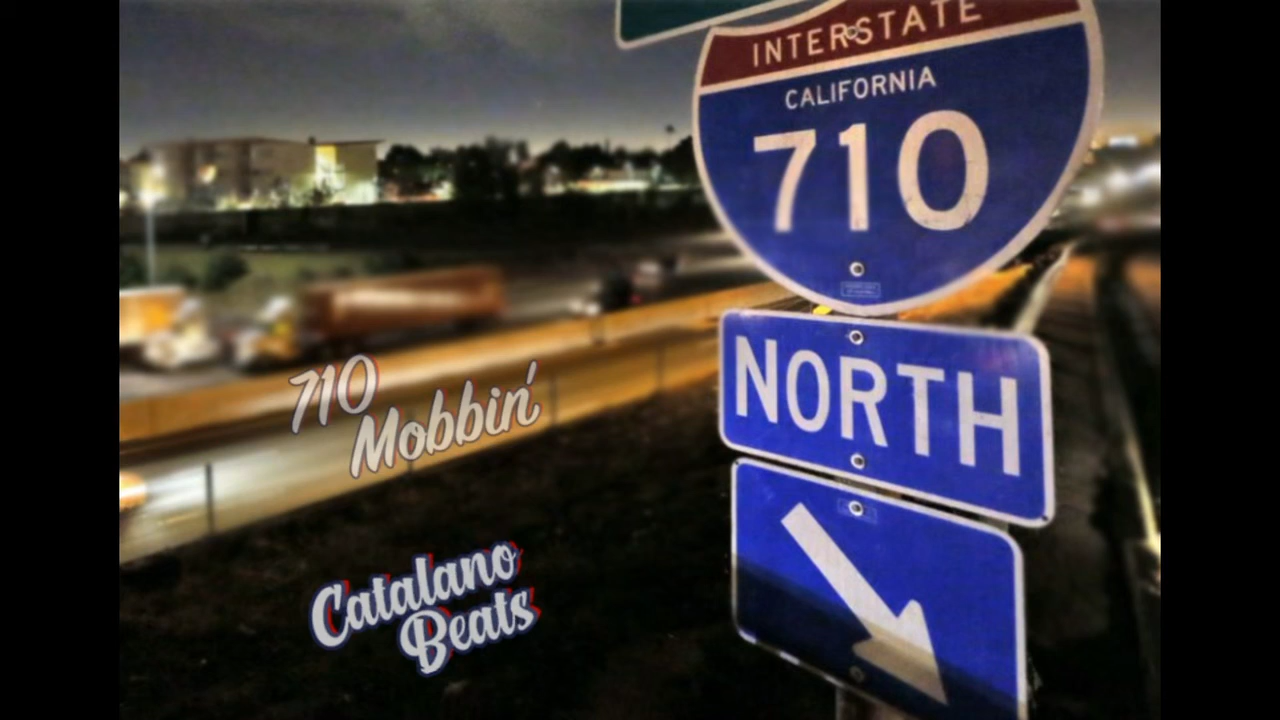 INTERSTATE
CALIFORNIA
710
NORTH
710
Mobbin'
Catalano
Beats